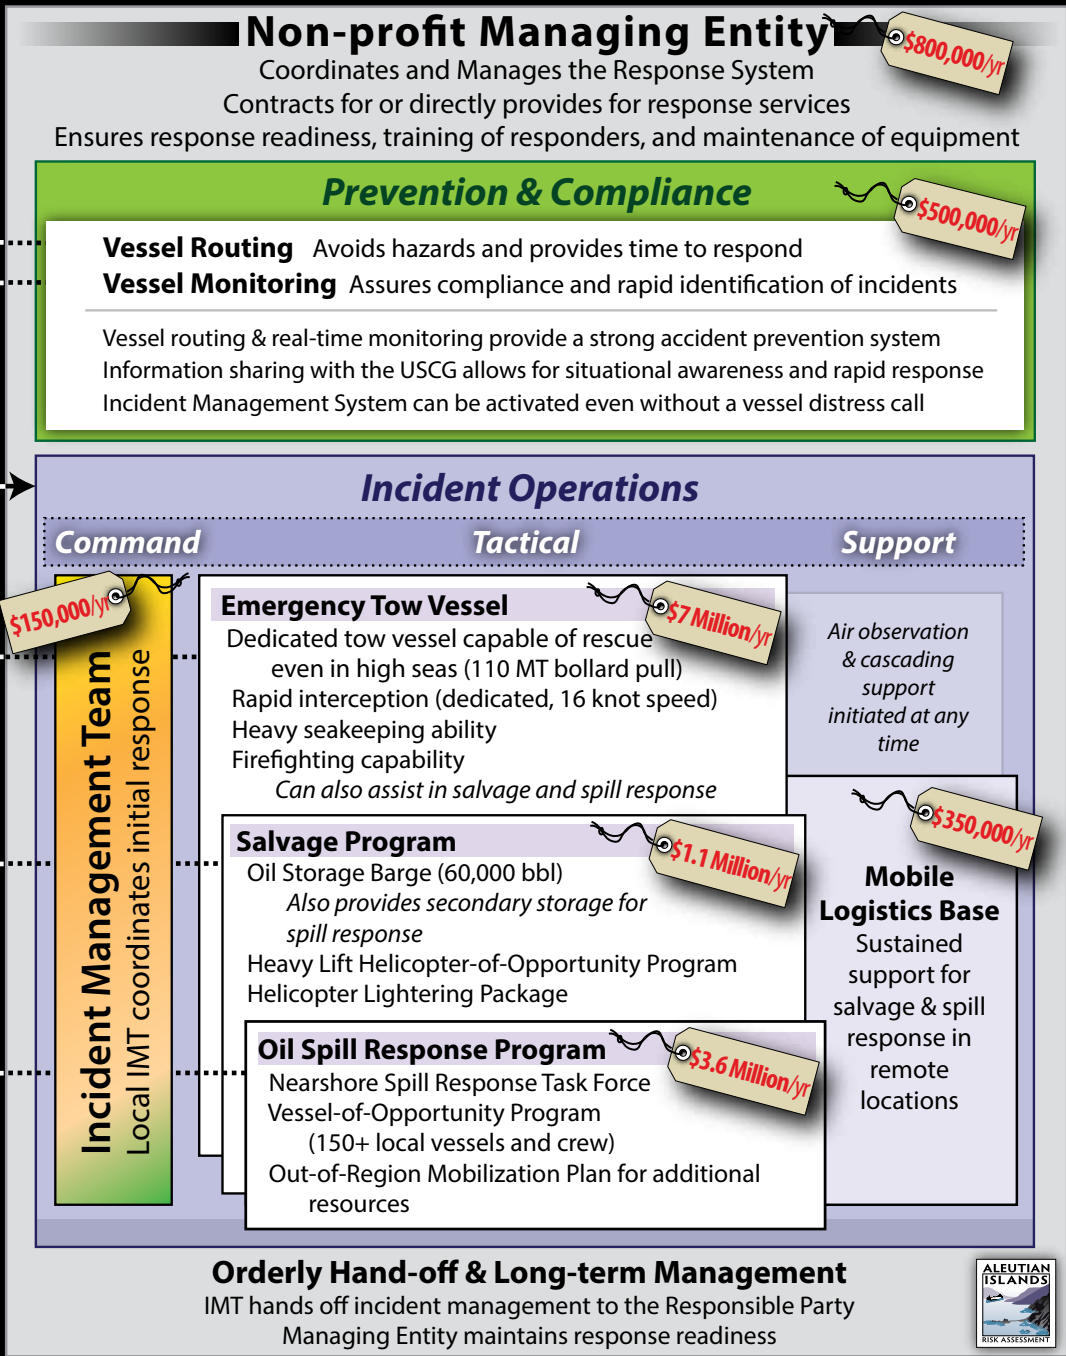 Non-profit Managing Entity
$800,000/yr
Coordinates and Manages the Response System
Contracts for or directly provides for response services
Ensures response readiness, training of responders, and maintenance of equipment
Prevention & Compliance
$500,000/yr
Vessel Routing Avoids hazards and provides time to respond
Vessel Monitoring Assures compliance and rapid identification of incidents
Vessel routing & real-time monitoring provide a strong accident prevention system
Information sharing with the USCG allows for situational awareness and rapid response
Incident Management System can be activated even without a vessel distress call
Incident Operations
Command
Tactical
Support
$150,000/yr
Incident Management Team
Local IMT coordinates initial response
Emergency Tow Vessel
$7 Million/yr
Dedicated tow vessel capable of rescue
even in high seas (110 MT bollard pull)
Rapid interception (dedicated, 16 knot speed)
Heavy seakeeping ability
Firefighting capability
Can also assist in salvage and spill response
Salvage Program
$1.1 Million/yr
Oil Storage Barge (60,000 bbl)
Also provides secondary storage for
spill response
Heavy Lift Helicopter-of-Opportunity Program
Helicopter Lightering Package
Oil Spill Response Program
$3.6 Million/yr
Nearshore Spill Response Task Force
Vessel-of-Opportunity Program
(150+ local vessels and crew)
Out-of-Region Mobilization Plan for additional
resources
Air observation
& cascading
support
initiated at any
time
$350,000/yr
Mobile
Logistics Base
Sustained
support for
salvage & spill
response in
remote
locations
Orderly Hand-off & Long-term Management
IMT hands off incident management to the Responsible Party
Managing Entity maintains response readiness
ALEUTIAN
ISLANDS
RISK ASSESSMENT